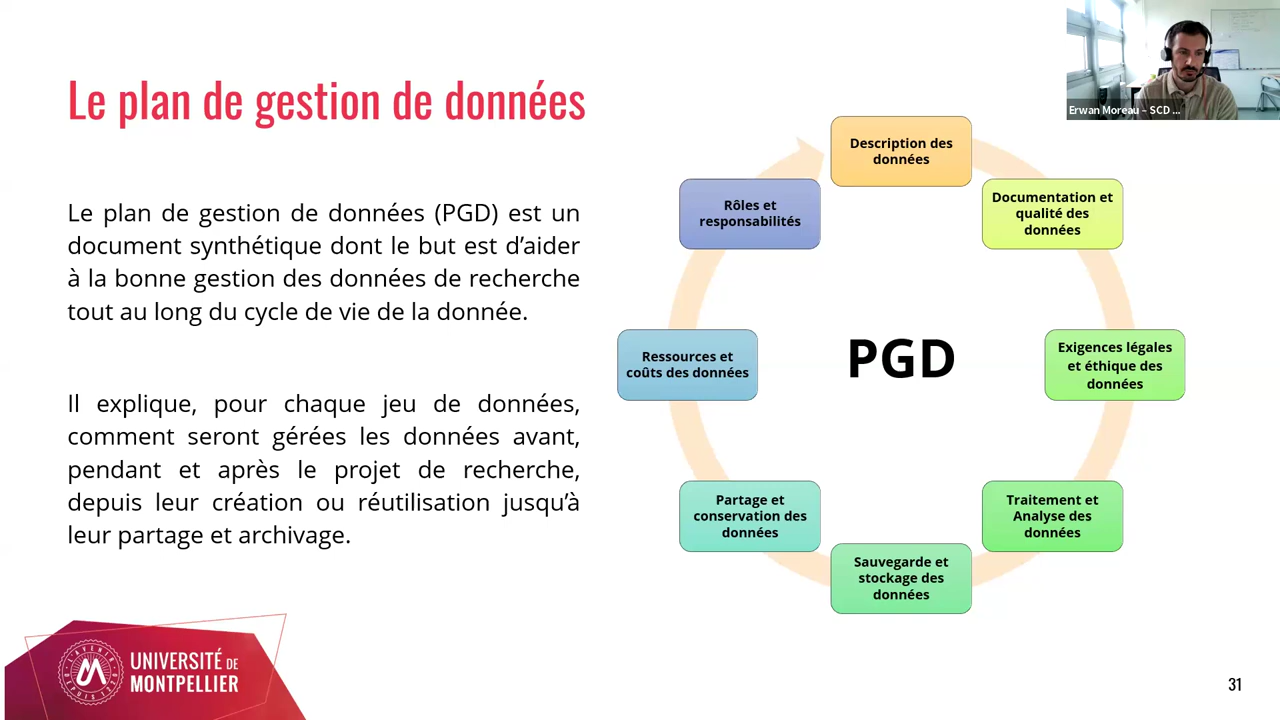 Le plan de gestion de données
Le plan de gestion de données (PGD) est un
document synthétique dont le but est d’aider
à la bonne gestion des données de recherche
tout au long du cycle de vie de la donnée.
Il explique, pour chaque jeu de données,
comment seront gérées les données avant,
pendant et après le projet de recherche,
depuis leur création ou réutilisation jusqu’à
leur partage et archivage.
Description des
données
Documentation et
qualité des
données
Exigences légales
et éthique des
données
Traitement et
Analyse des
données
Sauvegarde et
stockage des
données
Partage et
conservation des
données
Ressources et
coûts des données
Rôles et
responsabilités
PGD
Erwan Moreau – SCD ...
UNIVERSITÉ DE
MONTPELLIER
31